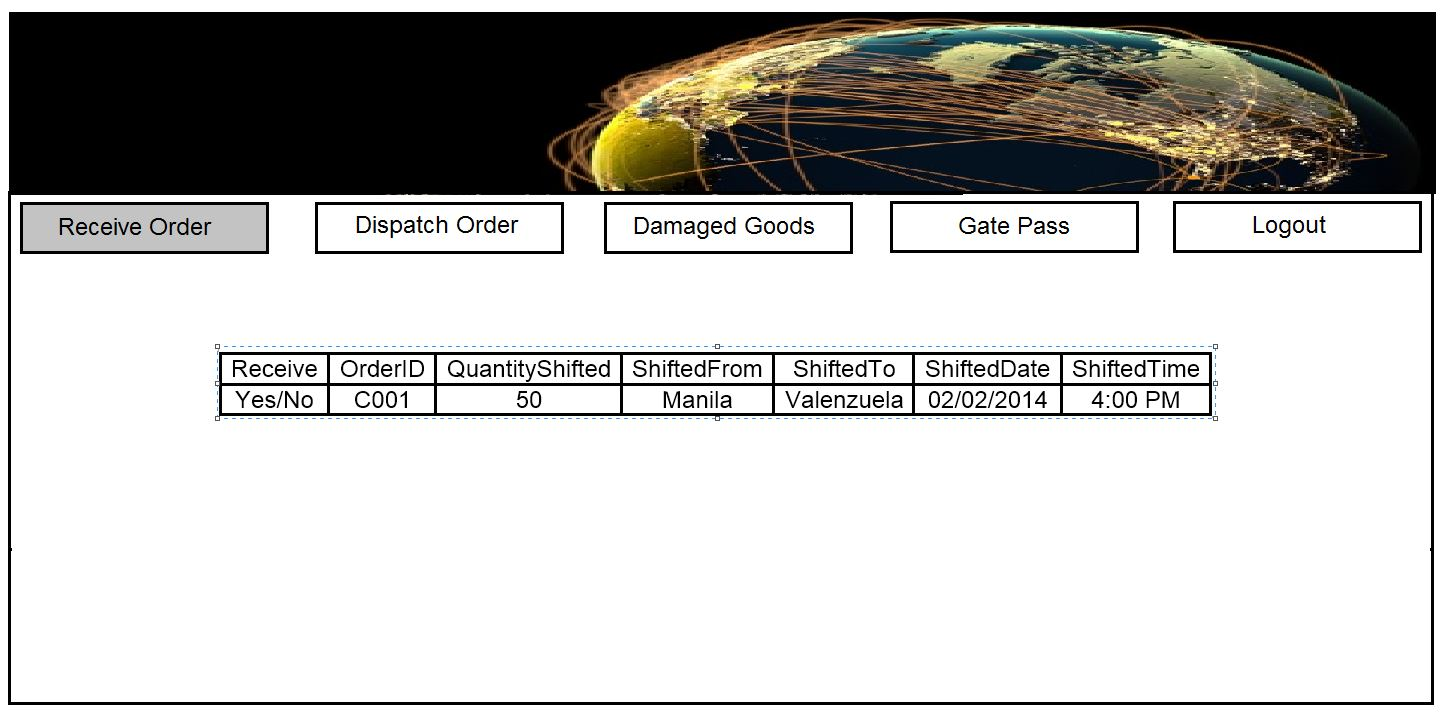 Receive Order Dispatch Order Damaged Goods Gate Pass Logout
Receive OrderID QuantityShifted ShiftedFrom ShiftedTo ShiftedDate ShiftedTime
Yes/No C001 50 Manila Valenzuela 02/02/2014 4:00 PM